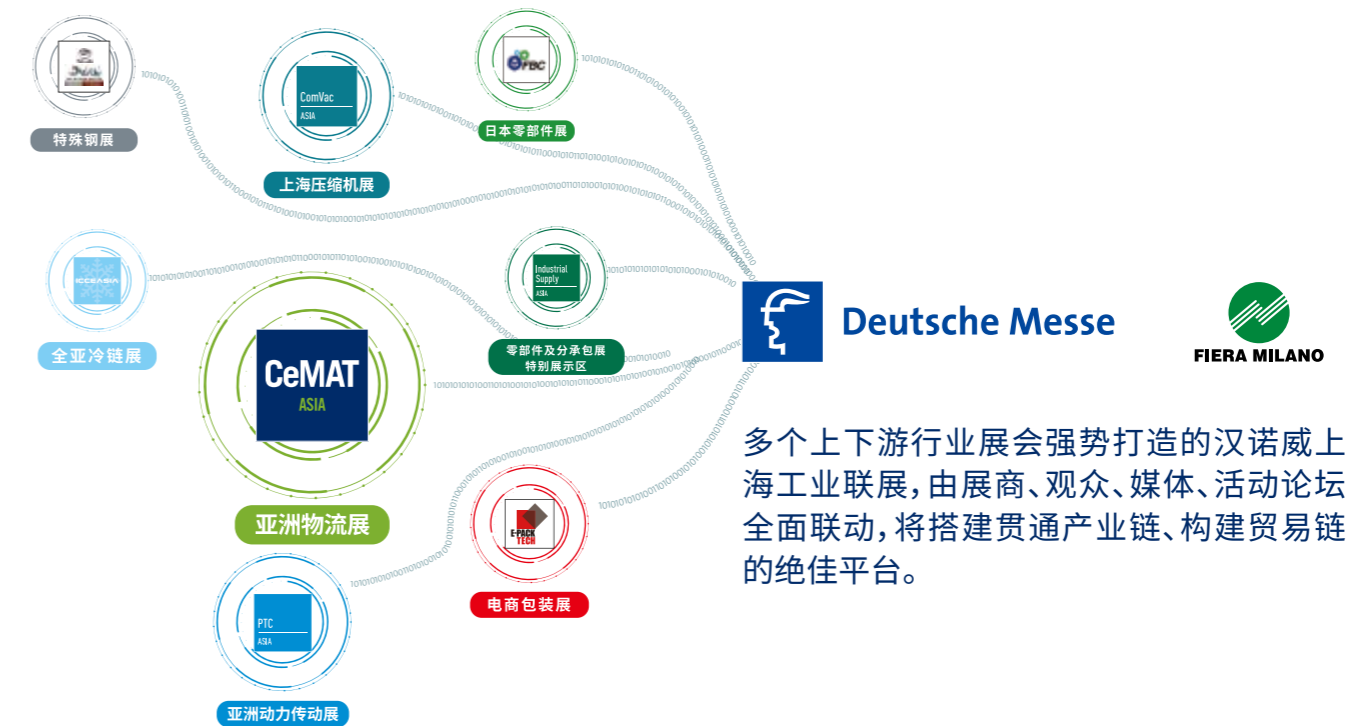 FBC
ComVac
ASIA
特殊钢展
日本零部件展
上海压缩机展
ICCEASIA
Industrial
Supply
ASIA
全亚冷链展
零部件及分承包展
特别展示区
CeMAT
ASIA
亚洲物流展
E-PACK
TECH
电商包装展
PTC
ASIA
亚洲动力传动展
Deutsche Messe
FIERA MILANO
多个上下游行业展会强势打造的汉诺威上
海工业联展，由展商、观众、媒体、活动论坛
全面联动，将搭建贯通产业链、构建贸易链
的绝佳平台。